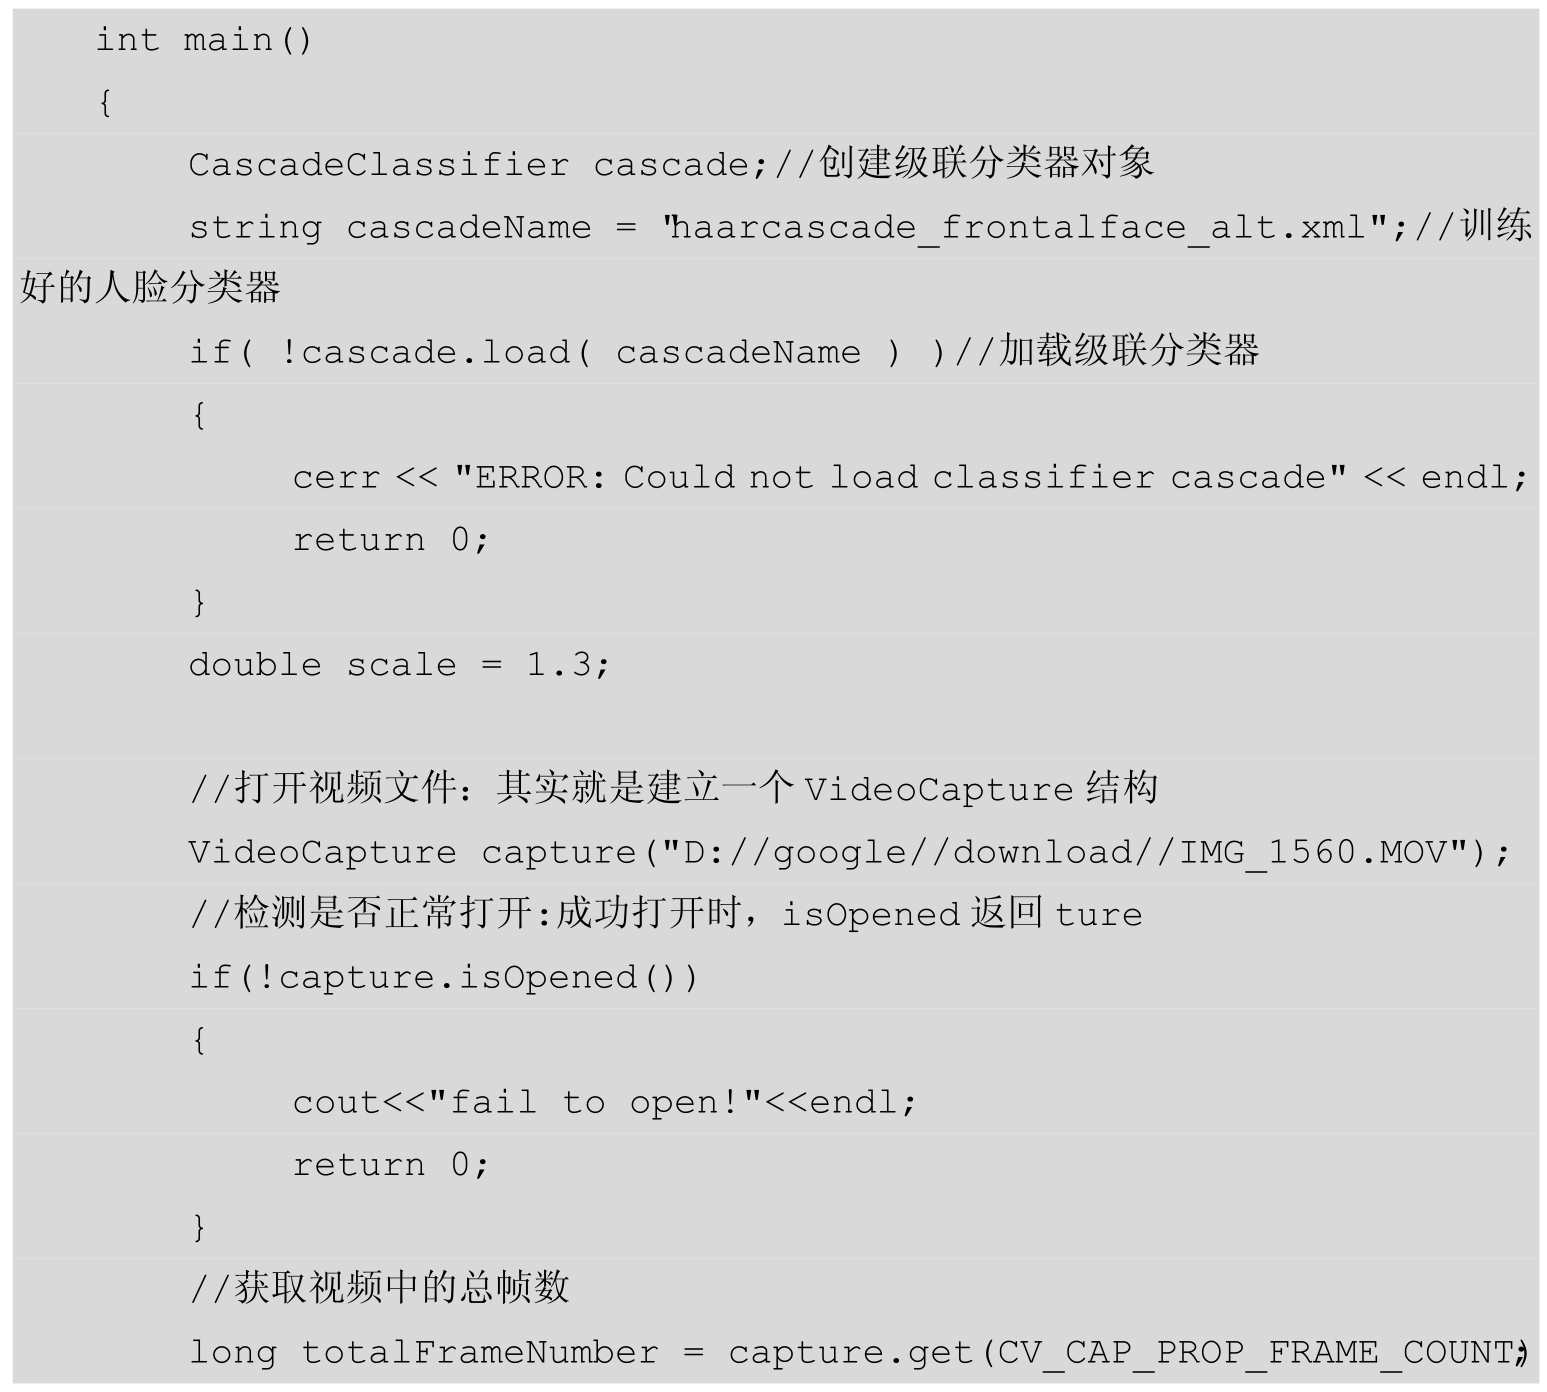 int main()
{
CascadeClassifier cascade;//创建级联分类器对象
string cascadeName = "haarcascade_frontalface_alt.xml";//训练
好的人脸分类器
if( !cascade.load( cascadeName ) )//加载级联分类器
{
cerr << "ERROR: Could not load classifier cascade" << endl;
return 0;
}
double scale = 1.3;
//打开视频文件：其实就是建立一个 VideoCapture 结构
VideoCapture capture("D://google//download//IMG_1560.MOV");
//检测是否正常打开:成功打开时，isOpened 返回 ture
if(!capture.isOpened())
{
cout<<"fail to open!"<<endl;
return 0;
}
//获取视频中的总帧数
long totalFrameNumber = capture.get(CV_CAP_PROP_FRAME_COUNT);